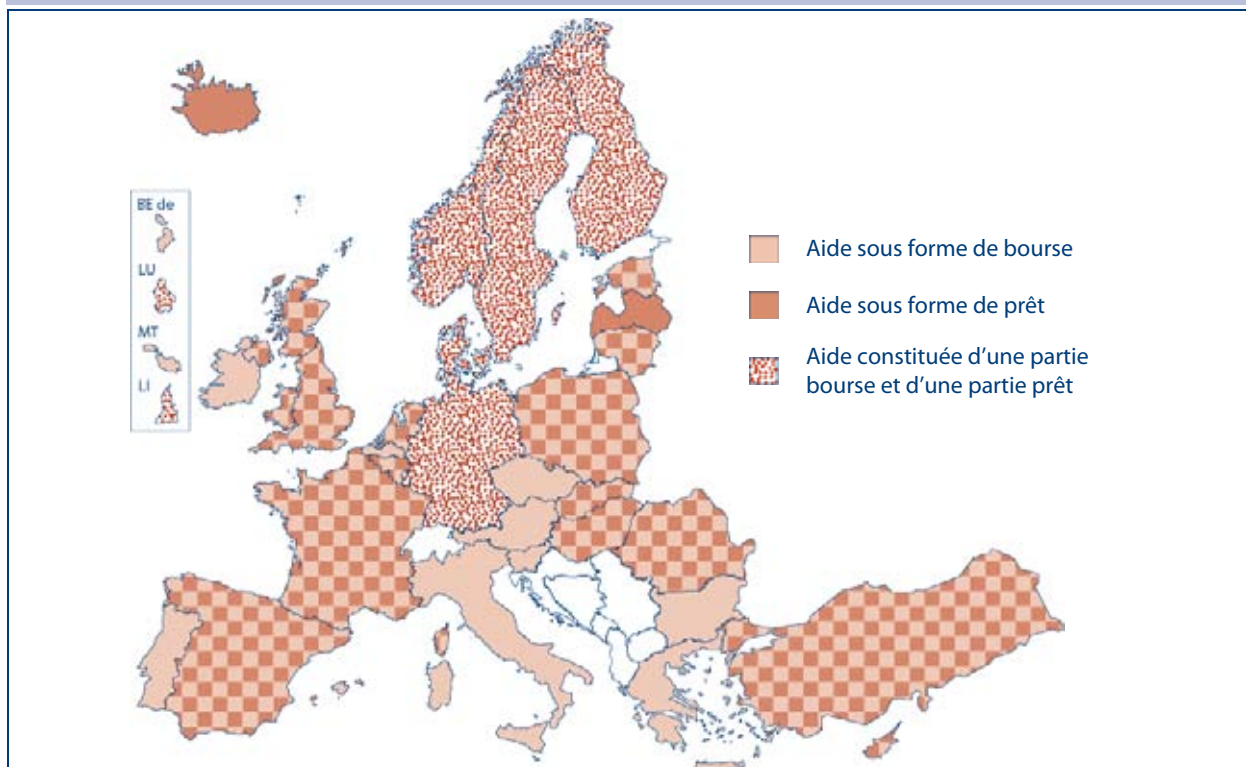 BE de
LU
MT
LI
Aide sous forme de bourse
Aide sous forme de prêt
Aide constituée d'une partie
bourse et d'une partie prêt